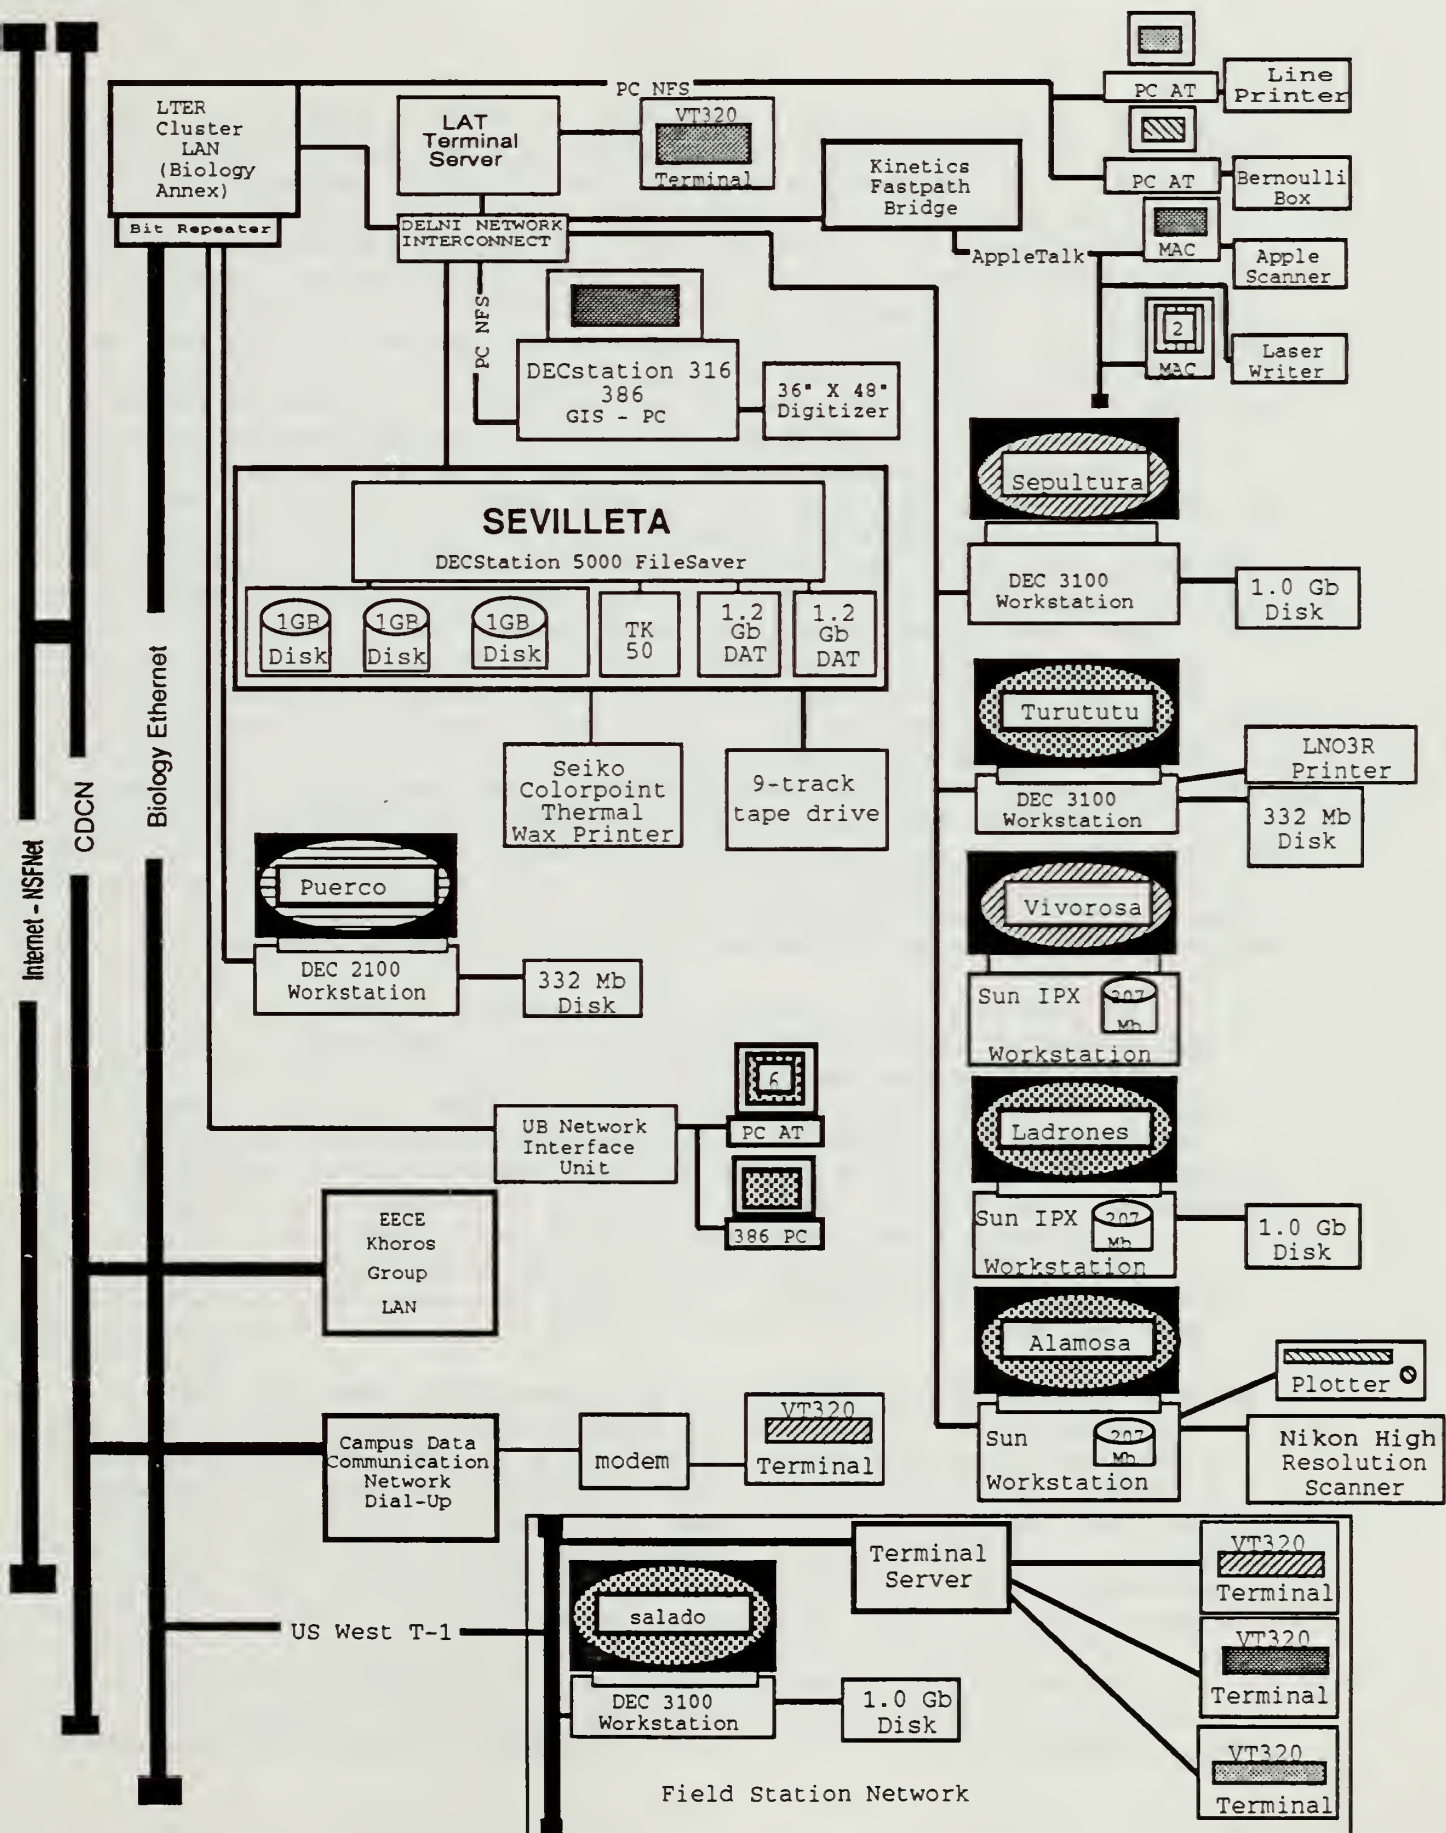 PC NFS
LTER
Cluster
LAN
(Biology
Annex)
Bit Repeater
LAT
Terminal
Server
VT320
Terminal
DELNI NETWORK
INTERCONNECT
Kinetics
Fastpath
Bridge
PC AT
Line
Printer
PC AT
Bernoulli
Box
AppleTalk
MAC
Apple
Scanner
2
MAC
Laser
Writer
PC NFS
DECstation 316
386
GIS - PC
36" X 48"
Digitizer
SEVILLETA
DECStation 5000 FileSaver
1GB
Disk
1GB
Disk
1GB
Disk
TK
50
1.2
Gb
DAT
1.2
Gb
DAT
Seiko
Colorpoint
Thermal
Wax Printer
9-track
tape drive
Sepultura
DEC 3100
Workstation
1.0 Gb
Disk
Turututu
DEC 3100
Workstation
LNO3R
Printer
332 Mb
Disk
Internet - NSFNet
CDCN
Biology Ethernet
Puerco
DEC 2100
Workstation
332 Mb
Disk
Vivorosa
Sun IPX
207
Mb
Workstation
UB Network
Interface
Unit
6
PC AT
386 PC
Ladrones
Sun IPX
207
Mb
Workstation
1.0 Gb
Disk
EECE
Khoros
Group
LAN
Alamosa
Sun
207
Mb
Workstation
Plotter
Nikon High
Resolution
Scanner
Campus Data
Communication
Network
Dial-Up
modem
VT320
Terminal
US West T-1
Terminal
Server
VT320
Terminal
VT320
Terminal
VT320
Terminal
salado
DEC 3100
Workstation
1.0 Gb
Disk
Field Station Network